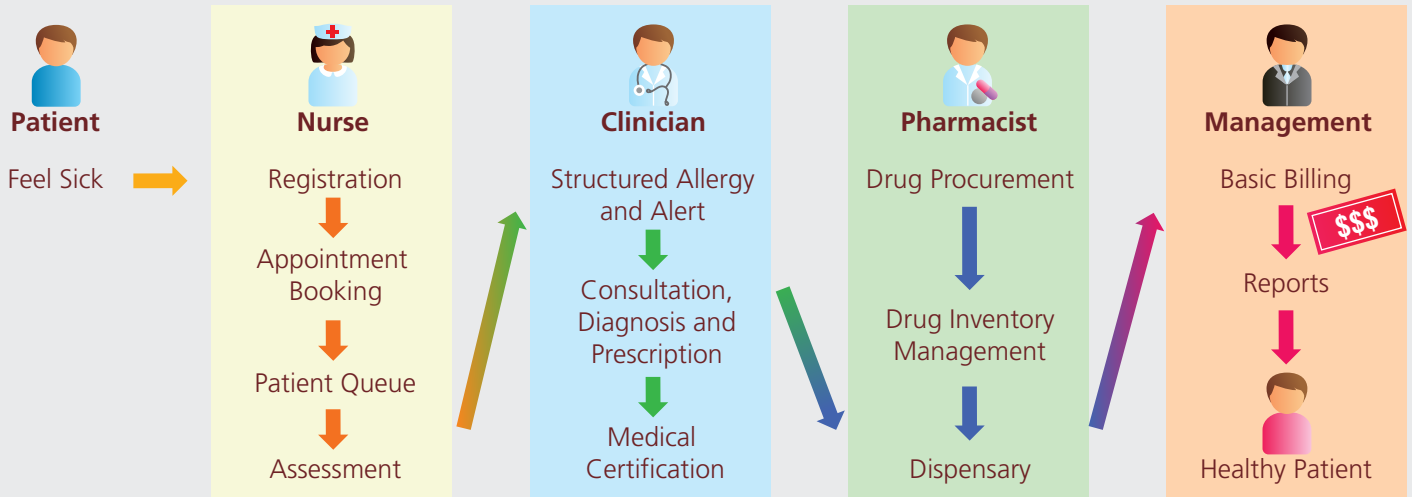 Patient
Feel Sick
Nurse
Registration
Appointment
Booking
Patient Queue
Assessment
Clinician
Structured Allergy
and Alert
Consultation,
Diagnosis and
Prescription
Medical
Certification
Pharmacist
Drug Procurement
Drug Inventory
Management
Dispensary
Management
Basic Billing
$$$
Reports
Healthy Patient